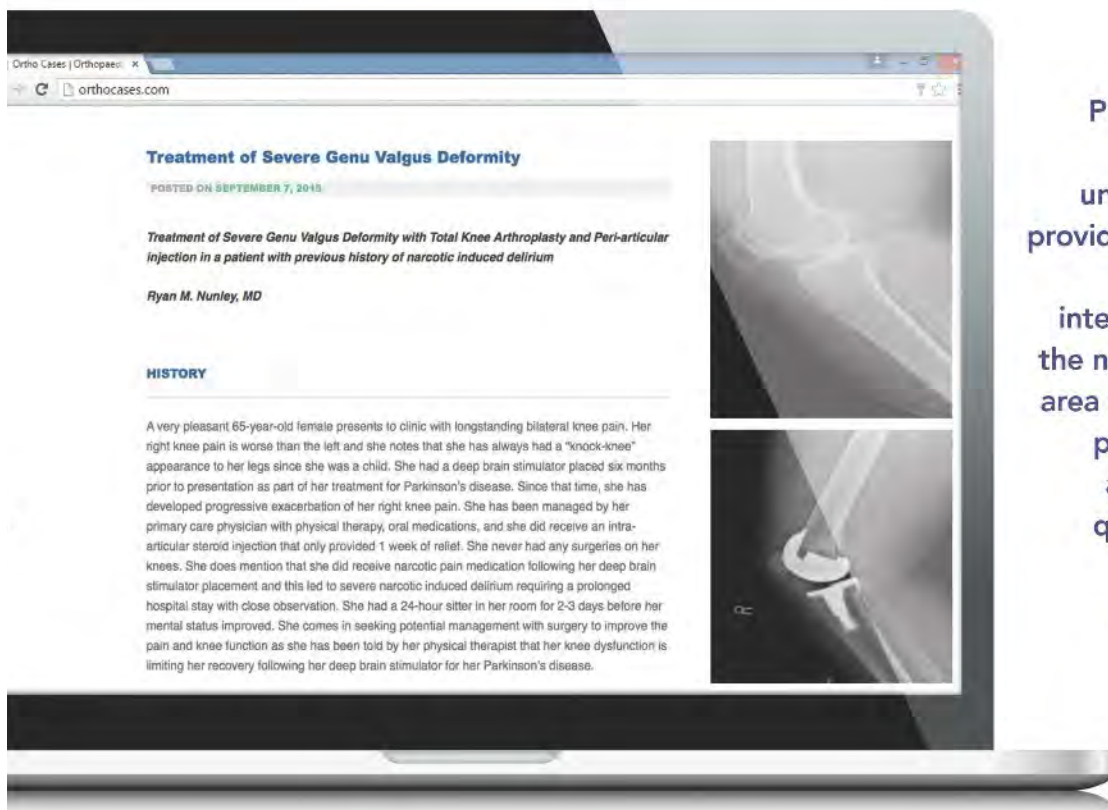 Ortho Cases | Orthopaed
orthocases.com
Treatment of Severe Genu Valgus Deformity
POSTED ON SEPTEMBER 7, 2015
Treatment of Severe Genu Valgus Deformity with Total Knee Arthroplasty and Peri-articular
injection in a patient with previous history of narcotic induced delirium
Ryan M. Nunley, MD
HISTORY
A very pleasant 65-year-old female presents to clinic with longstanding bilateral knee pain. Her
right knee pain is worse than the left and she notes that she has always had a "knock-knee"
appearance to her legs since she was a child. She had a deep brain stimulator placed six months
prior to presentation as part of her treatment for Parkinson's disease. Since that time, she has
developed progressive exacerbation of her right knee pain. She has been managed by her
primary care physician with physical therapy, oral medications, and she did receive an intra-
articular steroid injection that only provided 1 week of relief. She never had any surgeries on her
knees. She does mention that she did receive narcotic pain medication following her deep brain
stimulator placement and this led to severe narcotic induced delirium requiring a prolonged
hospital stay with close observation. She had a 24-hour sitter in her room for 2-3 days before her
mental status improved. She comes in seeking potential management with surgery to improve the
pain and knee function as she has been told by her physical therapist that her knee dysfunction is
limiting her recovery following her deep brain stimulator for her Parkinson's disease.
R
P
un
provid
inte
the n
area
p
a
q